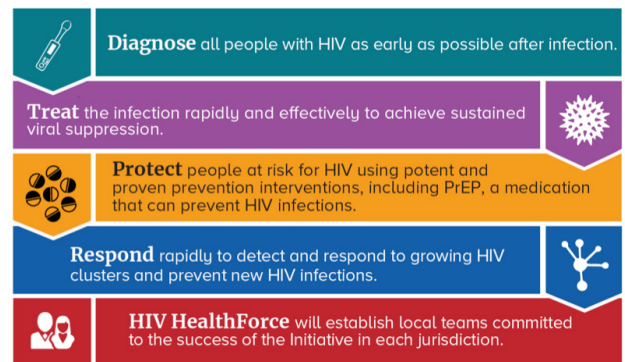 Diagnose all people with HIV as early as possible after infection.
Treat the infection rapidly and effectively to achieve sustained
viral suppression.
Protect people at risk for HIV using potent and
proven prevention interventions, including PrEP, a medication
that can prevent HIV infections.
Respond rapidly to detect and respond to growing HIV
clusters and prevent new HIV infections.
HIV HealthForce will establish local teams committed
to the success of the Initiative in each jurisdiction.